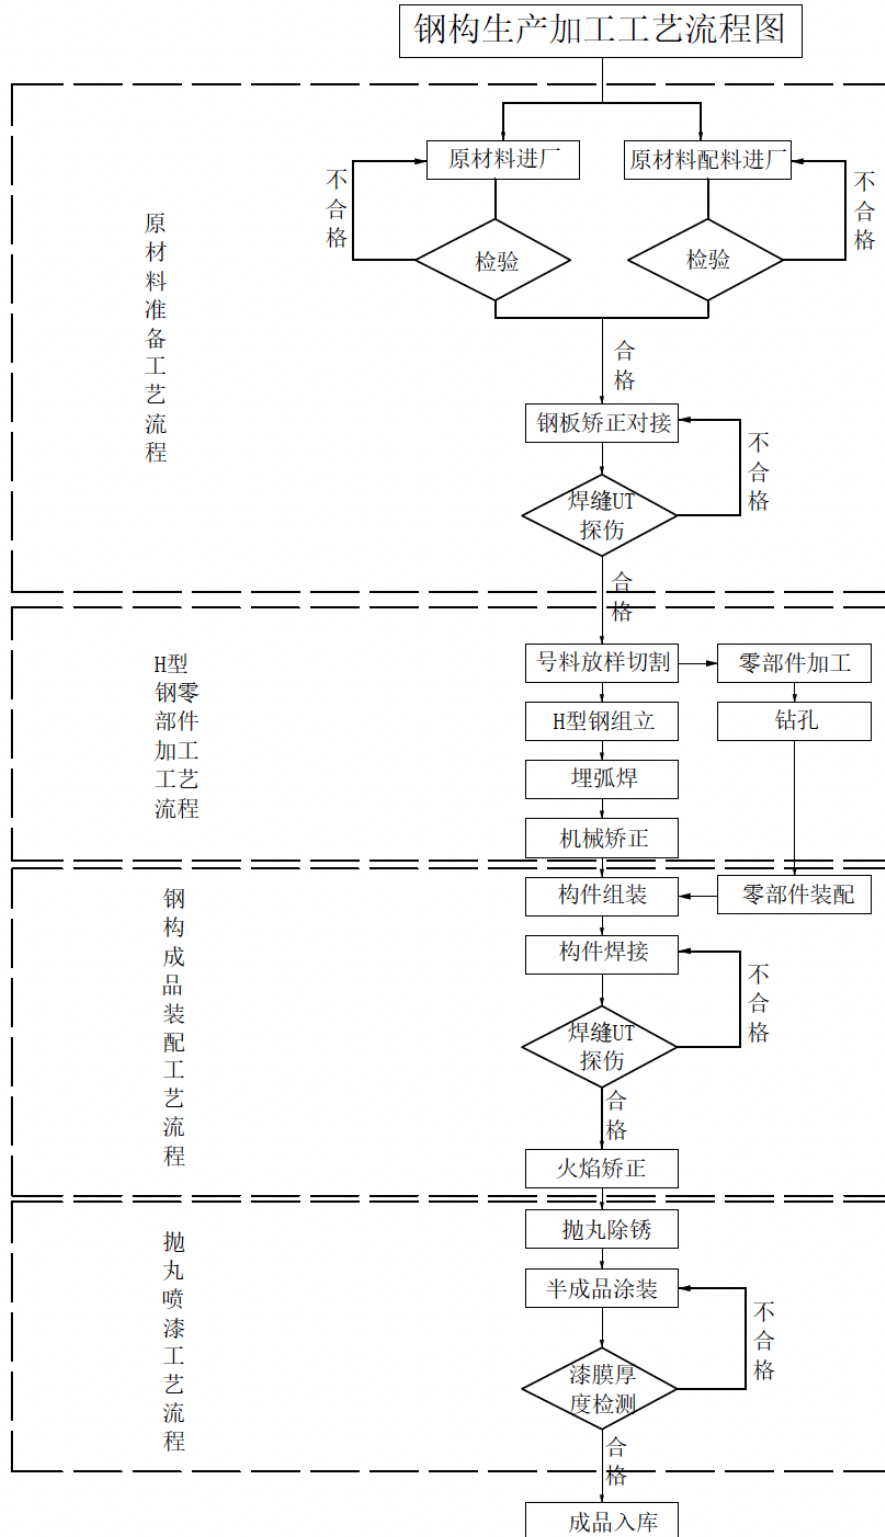 钢构生产加工工艺流程图
原材料准备工艺流程
原材料进厂
原材料配料进厂
不合格
不合格
检验
检验
合格
钢板矫正对接
不合格
焊缝UT
探伤
合格
H型
钢零
部件
加工
工艺
流程
号料放样切割
零部件加工
H型钢组立
钻孔
埋弧焊
机械矫正
钢构成品装配工艺流程
构件组装
零部件装配
构件焊接
不合格
焊缝UT
探伤
合格
火焰矫正
抛丸喷漆工艺流程
抛丸除锈
半成品涂装
不合格
漆膜厚
度检测
合格
成品入库